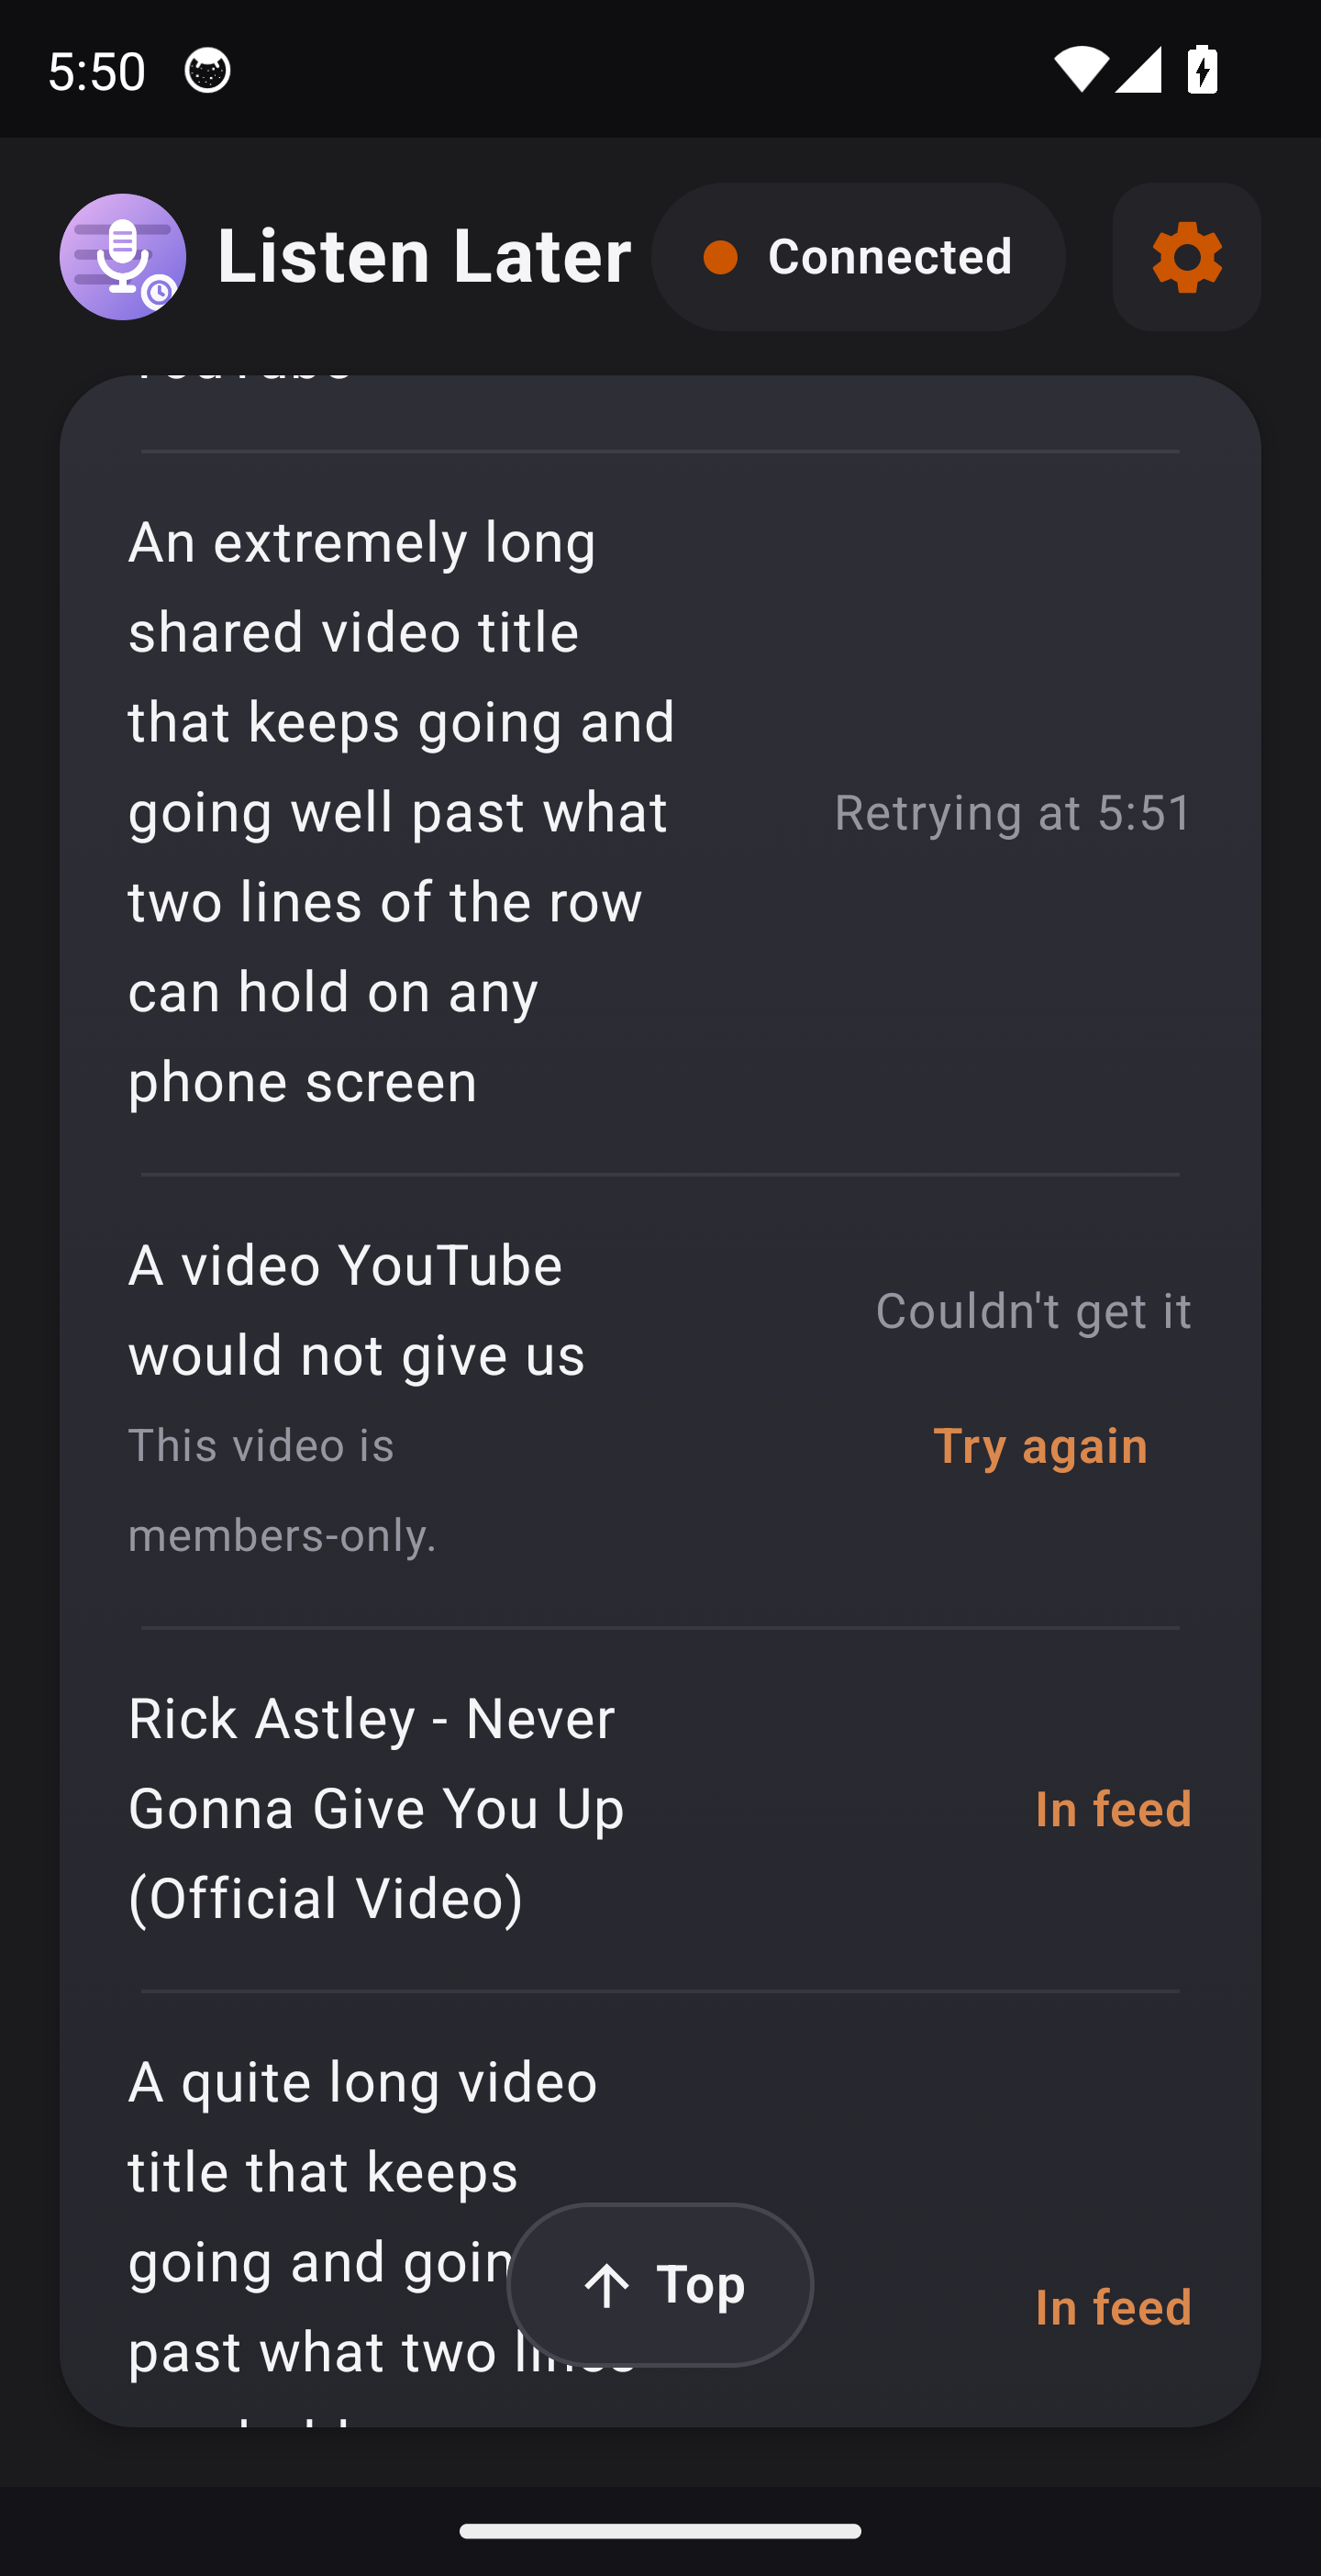 5:50
Listen Later
Connected
YouTube
An extremely long
shared video title
that keeps going and
going well past what
two lines of the row
can hold on any
phone screen
Retrying at 5:51
A video YouTube
would not give us
This video is
members-only.
Couldn't get it
Try again
Rick Astley - Never
Gonna Give You Up
(Official Video)
In feed
A quite long video
title that keeps
going and goin
past what two lines
In feed
Top